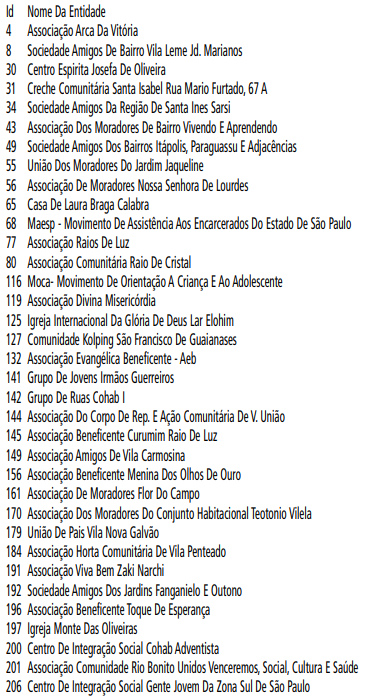 Id Nome Da Entidade
4 Associação Arca Da Vitória
8 Sociedade Amigos De Bairro Vila Leme Jd. Marianos
30 Centro Espirita Josefa De Oliveira
31 Creche Comunitária Santa Isabel Rua Mario Furtado, 67 A
34 Sociedade Amigos Da Região De Santa Ines Sarsi
43 Associação Dos Moradores De Bairro Vivendo E Aprendendo
49 Sociedade Amigos Dos Bairros Itápolis, Paraguassu E Adjacências
55 União Dos Moradores Do Jardim Jaqueline
56 Associação De Moradores Nossa Senhora De Lourdes
65 Casa De Laura Braga Calabra
68 Maesp - Movimento De Assistência Aos Encarcerados Do Estado De São Paulo
77 Associação Raios De Luz
80 Associação Comunitária Raio De Cristal
116 Moca- Movimento De Orientação A Criança E Ao Adolescente
119 Associação Divina Misericórdia
125 Igreja Internacional Da Glória De Deus Lar Elohim
127 Comunidade Kolping São Francisco De Guaianases
132 Associação Evangélica Beneficente - Aeb
141 Grupo De Jovens Irmãos Guerreiros
142 Grupo De Ruas Cohab I
144 Associação Do Corpo De Rep. E Ação Comunitária De V. União
145 Associação Beneficente Curumim Raio De Luz
149 Associação Amigos De Vila Carmosina
156 Associação Beneficente Menina Dos Olhos De Ouro
161 Associação De Moradores Flor Do Campo
170 Associação Dos Moradores Do Conjunto Habitacional Teotonio Vilela
179 União De Pais Vila Nova Galvão
184 Associação Horta Comunitária De Vila Penteado
191 Associação Viva Bem Zaki Narchi
192 Sociedade Amigos Dos Jardins Fanganielo E Outono
196 Associação Beneficente Toque De Esperança
197 Igreja Monte Das Oliveiras
200 Centro De Integração Social Cohab Adventista
201 Associação Comunidade Rio Bonito Unidos Venceremos, Social, Cultura E Saúde
206 Centro De Integração Social Gente Jovem Da Zona Sul De São Paulo